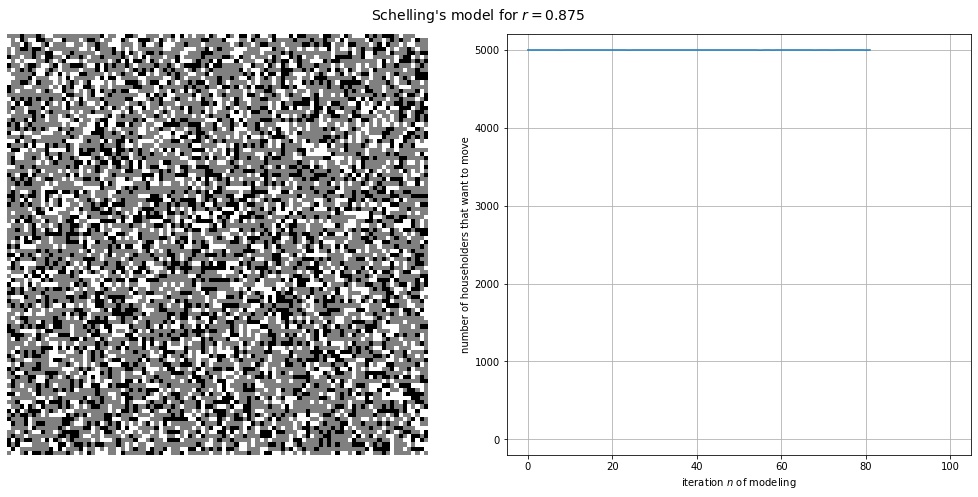 Schelling's model for r = 0.875
5000
4000
3000
2000
1000
0
number of householders that want to move
0 20 40 60 80 100
iteration n of modeling